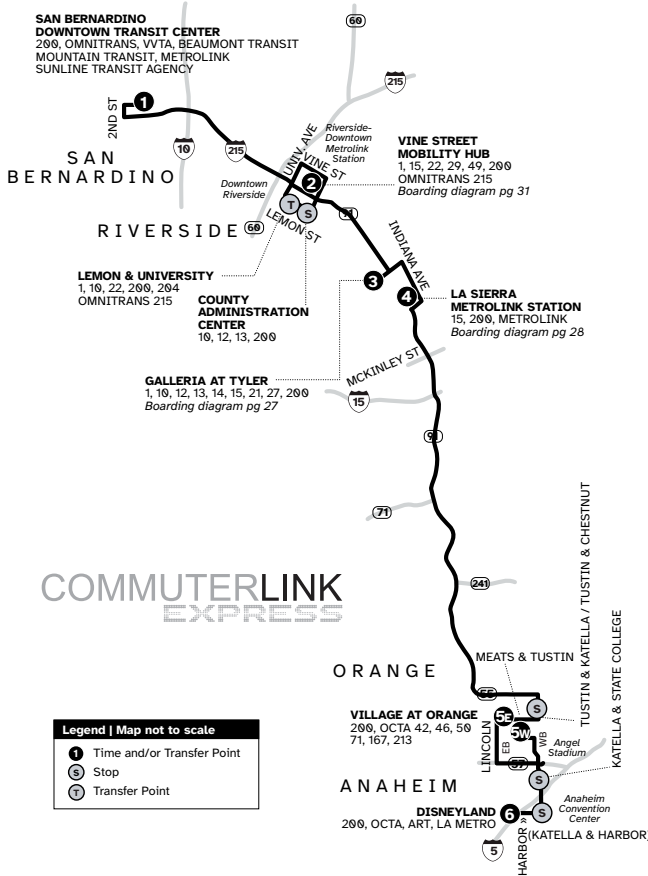 SAN BERNARDINO
DOWNTOWN TRANSIT CENTER
200, OMNITRANS, VVTA, BEAUMONT TRANSIT
MOUNTAIN TRANSIT, METROLINK
SUNLINE TRANSIT AGENCY
60
215
2ND ST
1
10
215
SAN
BERNARDINO
UNIV. AVE
VINE ST
Riverside-
Downtown
Metrolink
Station
2
VINE STREET
MOBILITY HUB
1, 15, 22, 29, 49, 200
OMNITRANS 215
Boarding diagram pg 31
Downtown
Riverside
T
S
LEMON ST
91
RIVERSIDE
60
INDIANA AVE
LEMON & UNIVERSITY
1, 10, 22, 200, 204
OMNITRANS 215
COUNTY
ADMINISTRATION
CENTER
10, 12, 13, 200
3
4
LA SIERRA
METROLINK STATION
15, 200, METROLINK
Boarding diagram pg 28
MCKINLEY ST
GALLERIA AT TYLER
1, 10, 12, 13, 14, 15, 21, 27, 200
Boarding diagram pg 27
15
91
71
241
COMMUTERLINK
EXPRESS
TUSTIN & KATELLA / TUSTIN & CHESTNUT
KATELLA & STATE COLLEGE
MEATS & TUSTIN
ORANGE
55
S
VILLAGE AT ORANGE
200, OCTA 42, 46, 50
71, 167, 213
5E
5W
LINCOLN
EB
WB
Angel
Stadium
57
S
ANAHEIM
Anaheim
Convention
Center
DISNEYLAND
200, OCTA, ART, LA METRO
6
S
(KATELLA & HARBOR)
HARBOR »
5
Legend | Map not to scale
1 Time and/or Transfer Point
S Stop
T Transfer Point